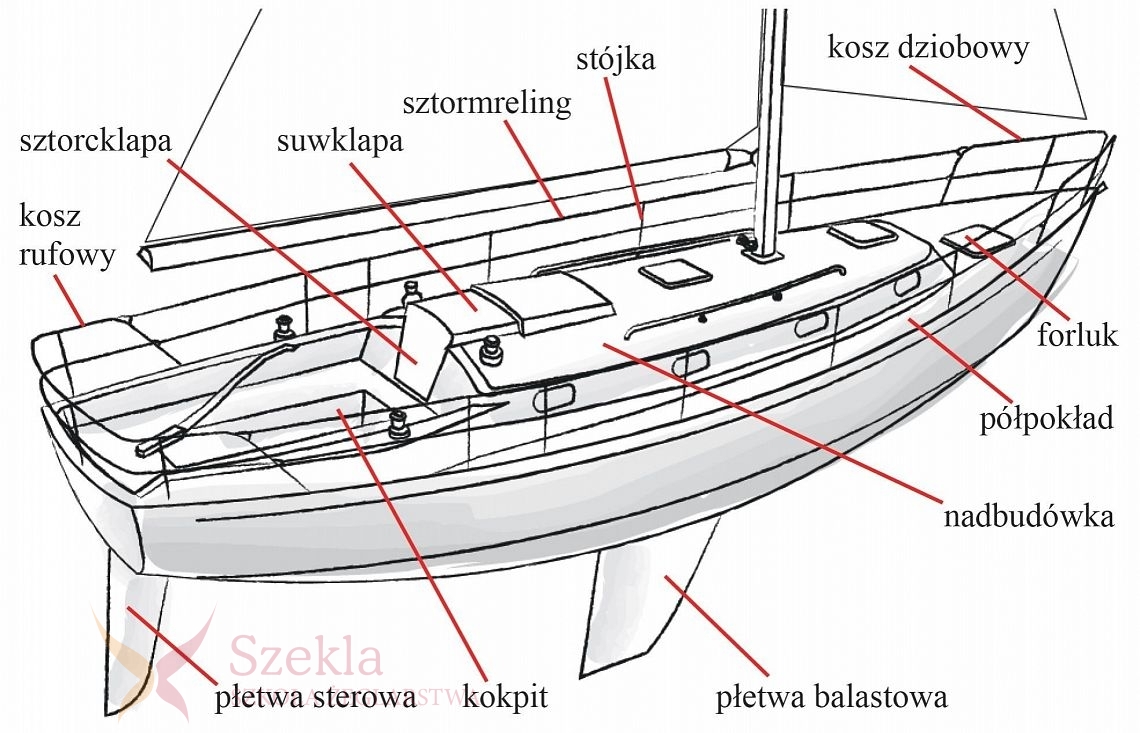 kosz dziobowy
stójka
sztormreling
sztorcklapa
suwklapa
kosz
rufowy
forluk
półpokład
nadbudówka
Szekla
płetwa sterowa
kokpit
płetwa balastowa